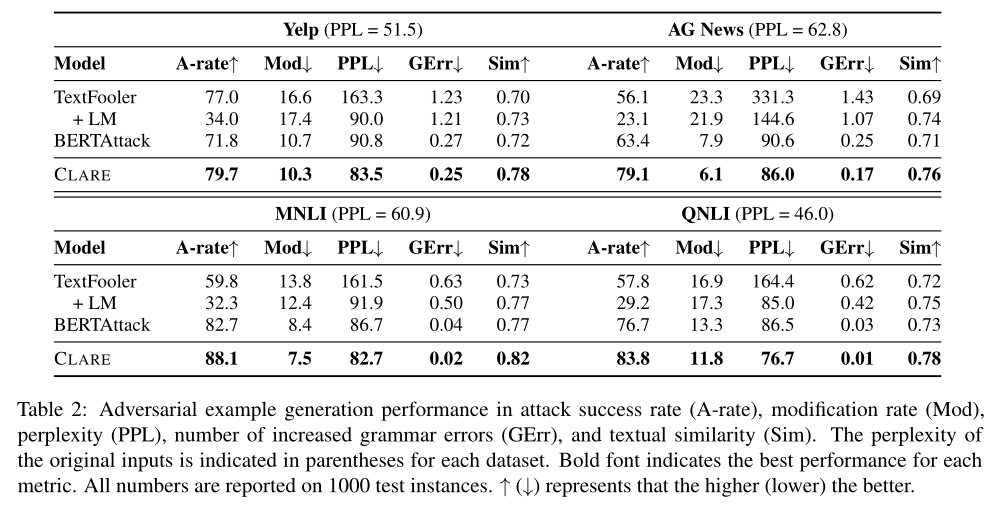 Yelp (PPL = 51.5) AG News (PPL = 62.8)
Model A-rate↑ Mod↓ PPL↓ GErr↓ Sim↑ A-rate↑ Mod↓ PPL↓ GErr↓ Sim↑
TextFooler 77.0 16.6 163.3 1.23 0.70 56.1 23.3 331.3 1.43 0.69
+ LM 34.0 17.4 90.0 1.21 0.73 23.1 21.9 144.6 1.07 0.74
BERTAttack 71.8 10.7 90.8 0.27 0.72 63.4 7.9 90.6 0.25 0.71
CLARE 79.7 10.3 83.5 0.25 0.78 79.1 6.1 86.0 0.17 0.76
MNLI (PPL = 60.9) QNLI (PPL = 46.0)
Model A-rate↑ Mod↓ PPL↓ GErr↓ Sim↑ A-rate↑ Mod↓ PPL↓ GErr↓ Sim↑
TextFooler 59.8 13.8 161.5 0.63 0.73 57.8 16.9 164.4 0.62 0.72
+ LM 32.3 12.4 91.9 0.50 0.77 29.2 17.3 85.0 0.42 0.75
BERTAttack 82.7 8.4 86.7 0.04 0.77 76.7 13.3 86.5 0.03 0.73
CLARE 88.1 7.5 82.7 0.02 0.82 83.8 11.8 76.7 0.01 0.78
Table 2: Adversarial example generation performance in attack success rate (A-rate), modification rate (Mod),
perplexity (PPL), number of increased grammar errors (GErr), and textual similarity (Sim). The perplexity of
the original inputs is indicated in parentheses for each dataset. Bold font indicates the best performance for each
metric. All numbers are reported on 1000 test instances. ↑ (↓) represents that the higher (lower) the better.